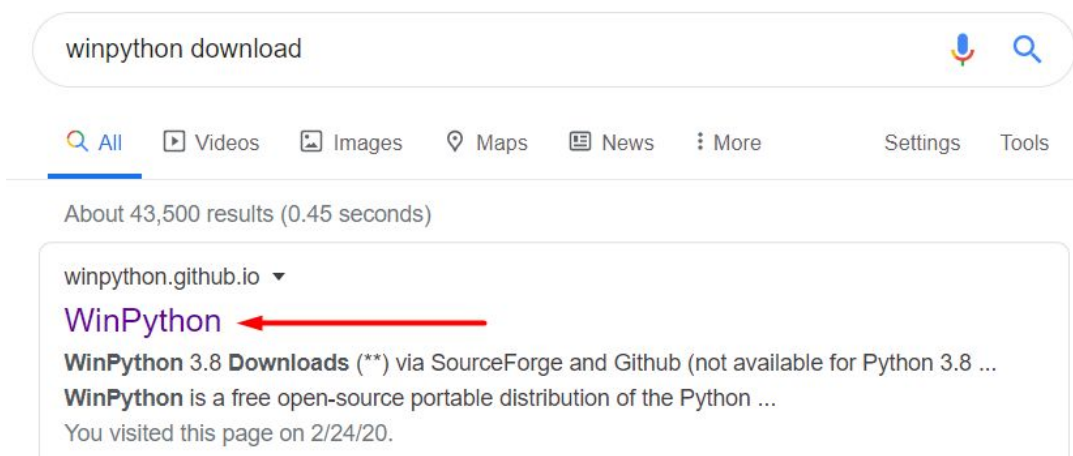 winpython download
All Videos Images Maps News More Settings Tools
About 43,500 results (0.45 seconds)
winpython.github.io
WinPython
WinPython 3.8 Downloads (**) via SourceForge and Github (not available for Python 3.8 ...
WinPython is a free open-source portable distribution of the Python ...
You visited this page on 2/24/20.